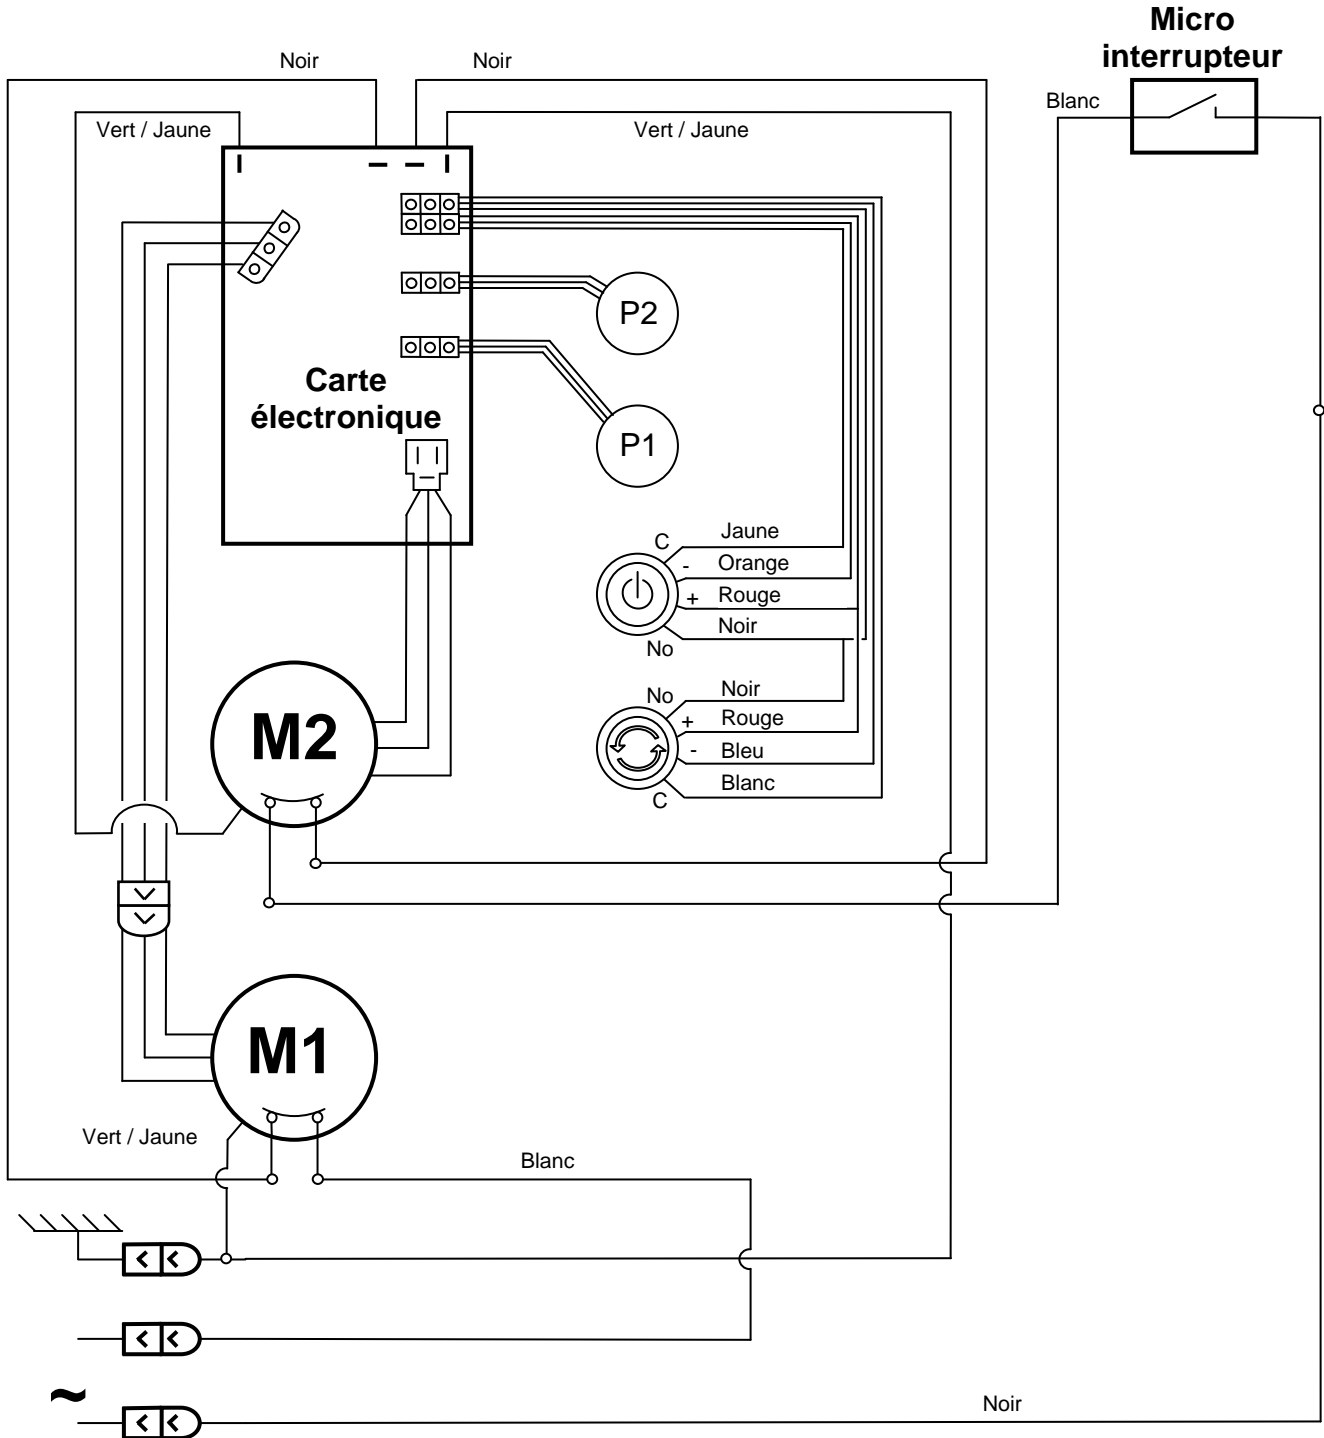 Micro
interrupteur
Noir
Noir
Blanc
Vert / Jaune
Vert / Jaune
P2
Carte
électronique
P1
C
Jaune
-
Orange
+
Rouge
Noir
No
No
Noir
+
Rouge
-
Bleu
Blanc
C
M2
M1
Vert / Jaune
Blanc
~
Noir